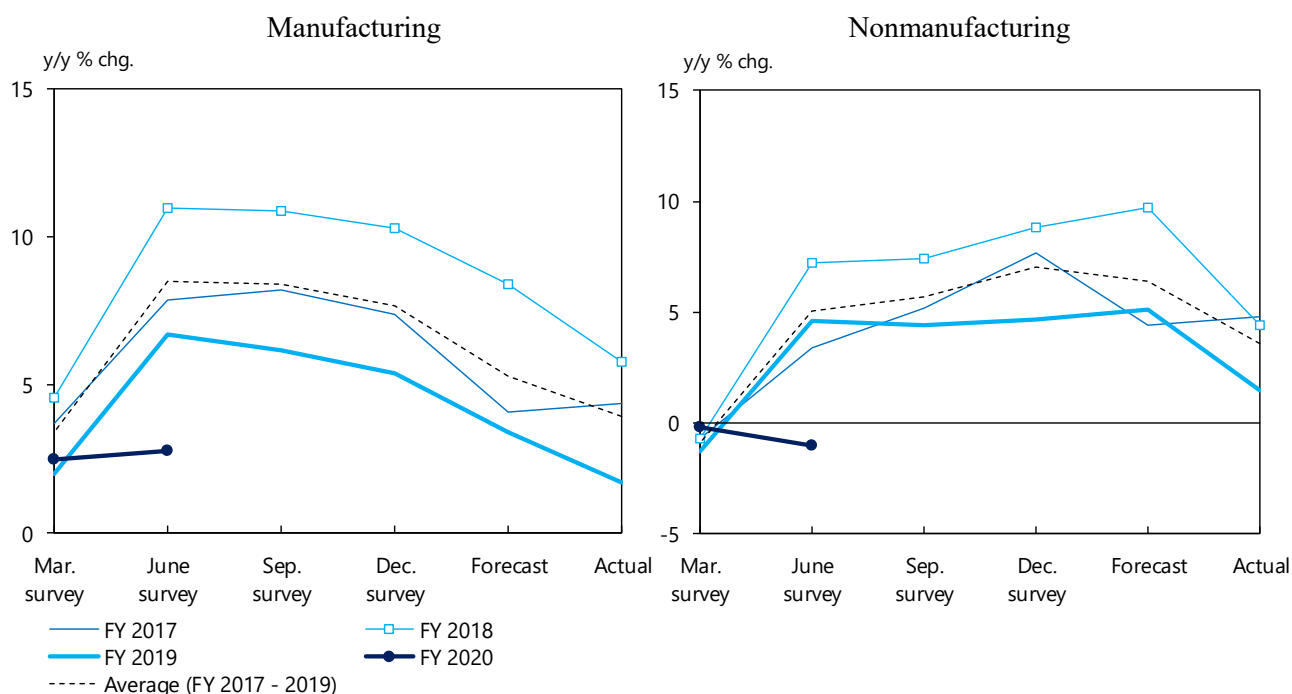 Manufacturing
y/y % chg.
15
10
5
0
Mar. survey
June survey
Sep. survey
Dec. survey
Forecast
Actual
Nonmanufacturing
y/y % chg.
15
10
5
0
-5
Mar. survey
June survey
Sep. survey
Dec. survey
Forecast
Actual
FY 2017
FY 2018
FY 2019
FY 2020
Average (FY 2017 - 2019)